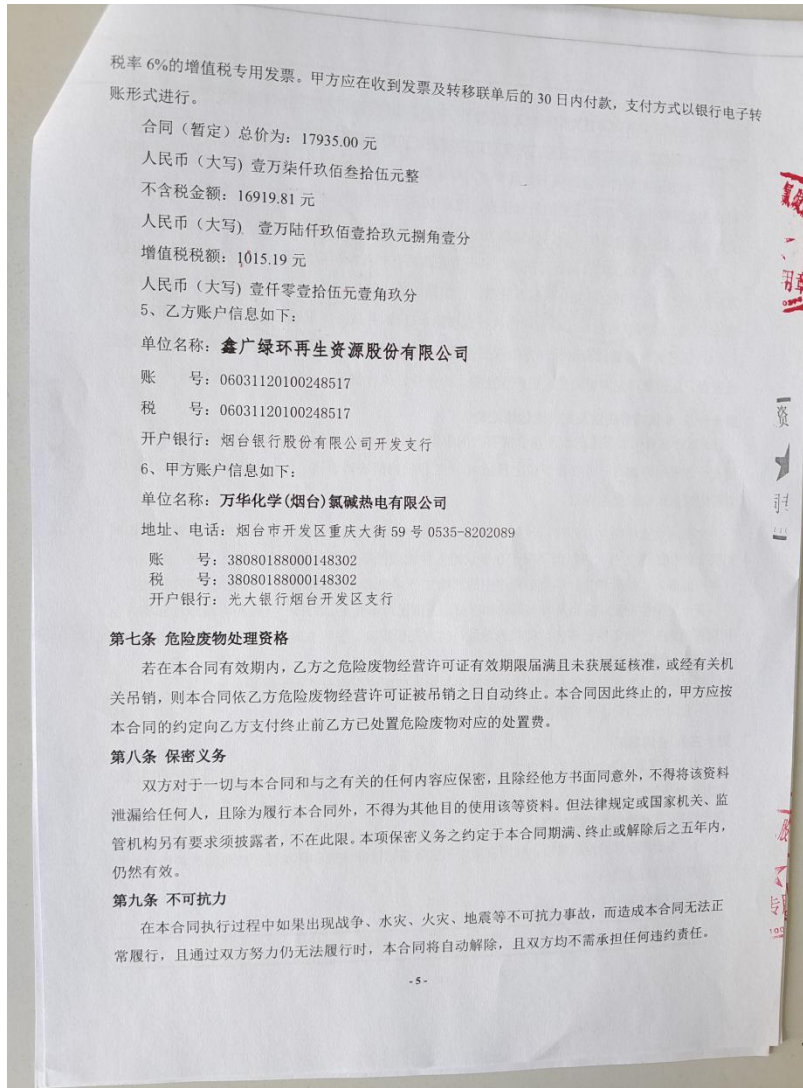 税率 6%的增值税专用发票。甲方应在收到发票及转移联单后的 30 日内付款，支付方式以银行电子转
账形式进行。
合同（暂定）总价为：17935.00 元
人民币（大写）壹万柒仟玖佰叁拾伍元整
不含税金额：16919.81 元
人民币（大写） 壹万陆仟玖佰壹拾玖元捌角壹分
增值税税额：1015.19 元
人民币（大写）壹仟零壹拾伍元壹角玖分
5、乙方账户信息如下：
单位名称：鑫广绿环再生资源股份有限公司
账 号：06031120100248517
税 号：06031120100248517
开户银行：烟台银行股份有限公司开发支行
6、甲方账户信息如下：
单位名称：万华化学(烟台)氯碱热电有限公司
地址、电话：烟台市开发区重庆大街 59 号 0535-8202089
账 号：38080188000148302
税 号：38080188000148302
开户银行：光大银行烟台开发区支行
第七条 危险废物处理资格
若在本合同有效期内，乙方之危险废物经营许可证有效期限届满且未获展延核准，或经有关机
关吊销，则本合同依乙方危险废物经营许可证被吊销之日自动终止。本合同因此终止的，甲方应按
本合同的约定向乙方支付终止前乙方已处置危险废物对应的处置费。
第八条 保密义务
双方对于一切与本合同和与之有关的任何内容应保密，且除经他方书面同意外，不得将该资料
泄漏给任何人，且除为履行本合同外，不得为其他目的使用该等资料。但法律规定或国家机关、监
管机构另有要求须披露者，不在此限。本项保密义务之约定于本合同期满、终止或解除后之五年内，
仍然有效。
第九条 不可抗力
在本合同执行过程中如果出现战争、水灾、火灾、地震等不可抗力事故，而造成本合同无法正
常履行，且通过双方努力仍无法履行时，本合同将自动解除，且双方均不需承担任何违约责任。
- 5 -